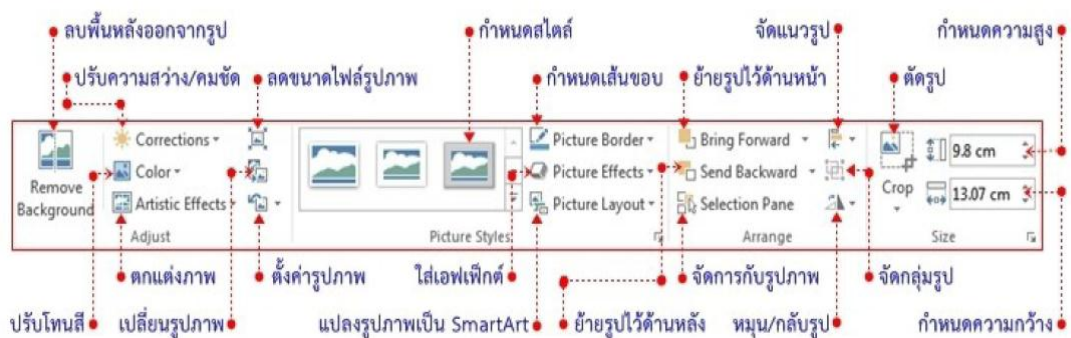 ลบพื้นหลังออกจากรูป กำหนดสไตล์ จัดแนวรูป กำหนดความสูง
ปรับความสว่าง/คมชัด ลดขนาดไฟล์รูปภาพ กำหนดเส้นขอบ ย้ายรูปไว้ด้านหน้า ตัดรูป
Corrections Picture Border Bring Forward 9.8 cm
Color Picture Effects Send Backward
Remove Background Artistic Effects Picture Layout Selection Pane Crop 13.07 cm
Adjust Picture Styles Arrange Size
ตกแต่งภาพ ตั้งค่ารูปภาพ ใส่เอฟเฟ็กต์ จัดการกับรูปภาพ จัดกลุ่มรูป
ปรับโทนสี เปลี่ยนรูปภาพ แปลงรูปภาพเป็น SmartArt ย้ายรูปไว้ด้านหลัง หมุน/กลับรูป กำหนดความกว้าง